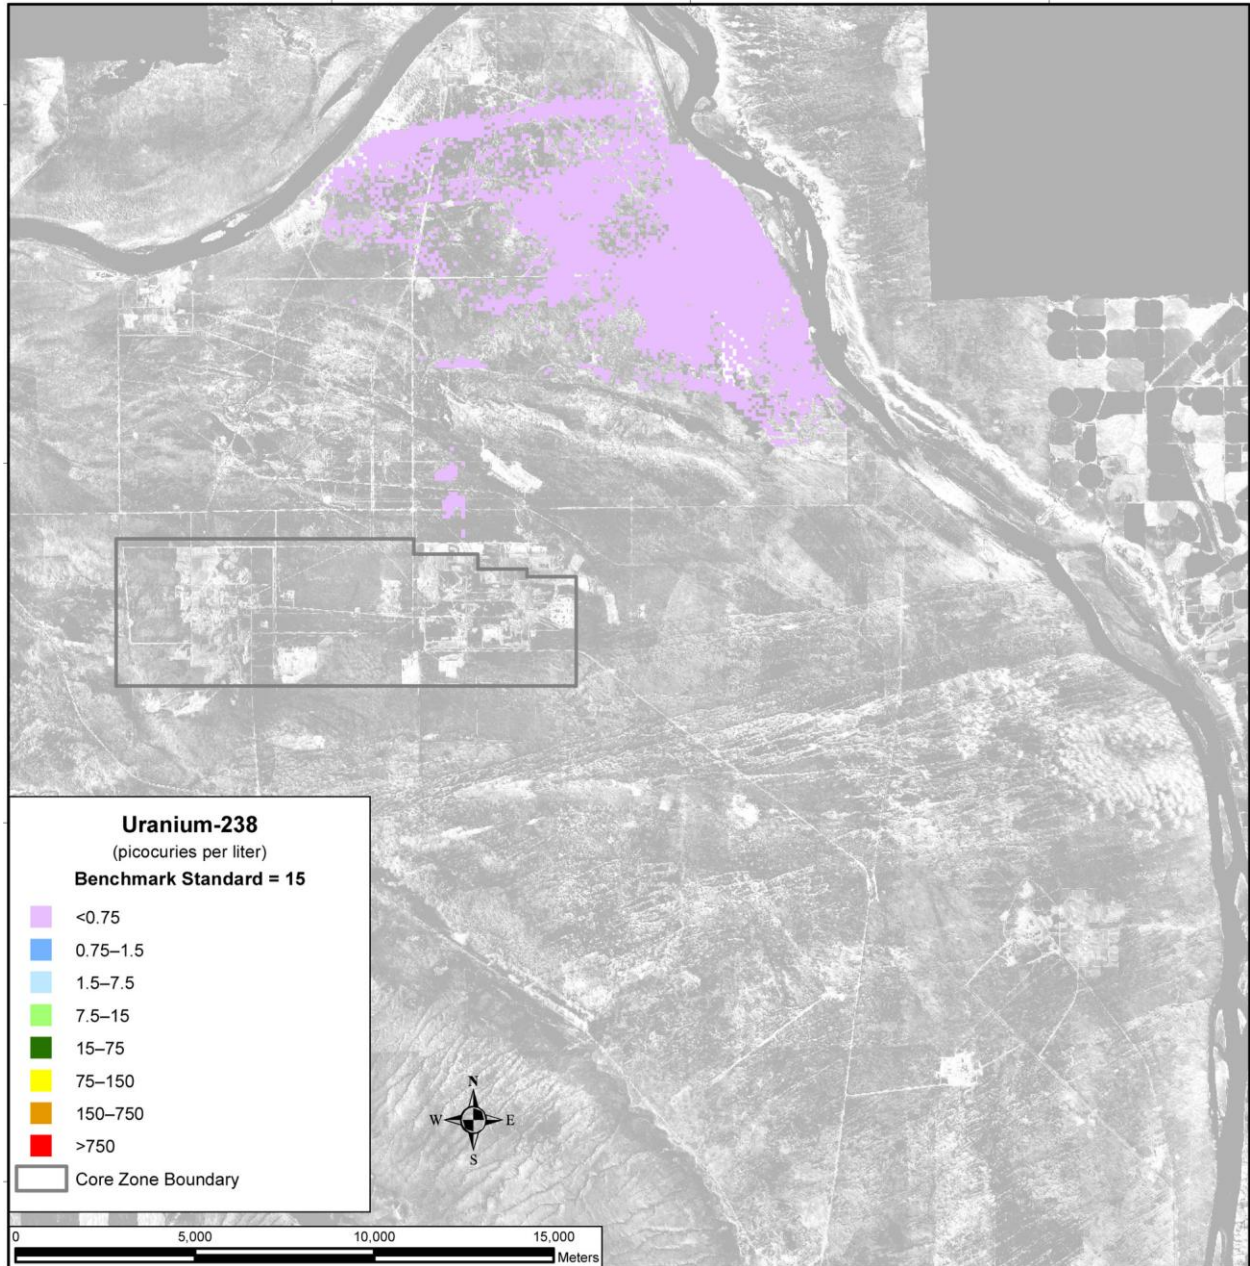 Uranium-238
(picocuries per liter)
Benchmark Standard = 15
<0.75
0.75–1.5
1.5–7.5
7.5–15
15–75
75–150
150–750
>750
Core Zone Boundary
N
W E
S
0 5,000 10,000 15,000
Meters